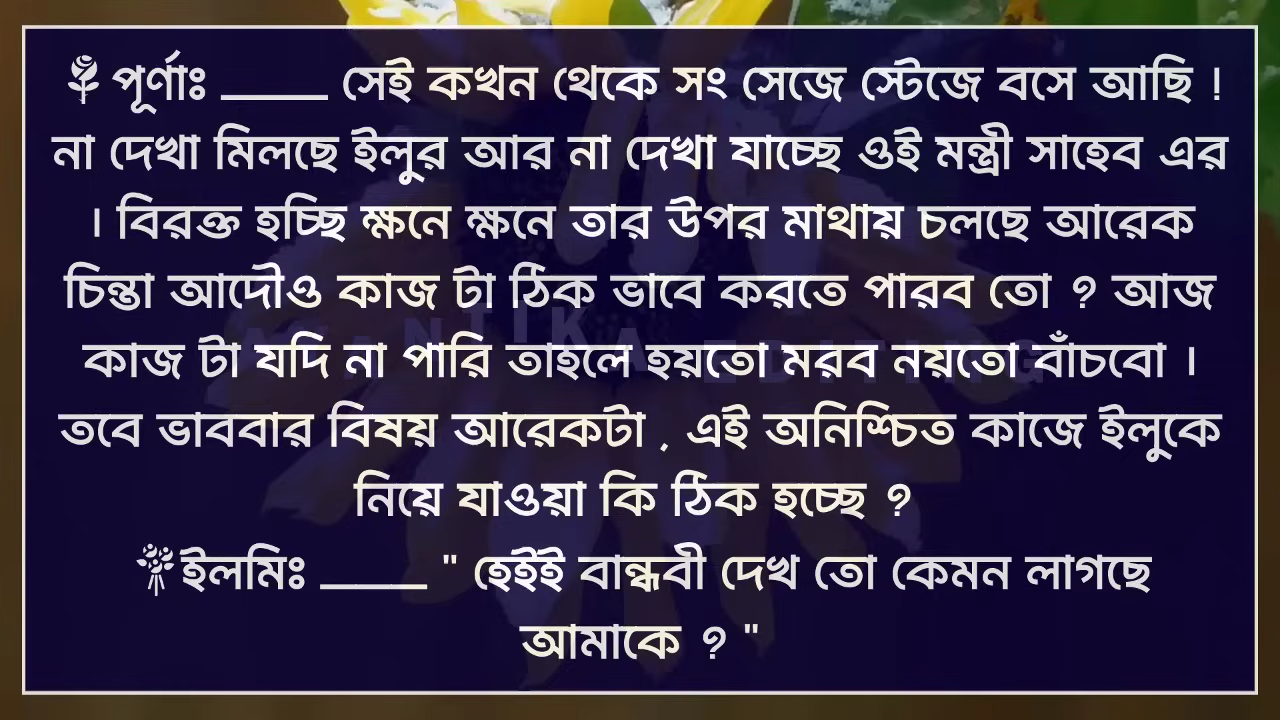 পূর্ণাঃ _____ সেই কখন থেকে সং সেজে স্টেজে বসে আছি !
না দেখা মিলছে ইলুর আর না দেখা যাচ্ছে ওই মন্ত্রী সাহেব এর
। বিরক্ত হচ্ছি ক্ষনে ক্ষনে তার উপর মাথায় চলছে আরেক
চিন্তা আদৌও কাজ টা ঠিক ভাবে করতে পারব তো ? আজ
কাজ টা যদি না পারি তাহলে হয়তো মরব নয়তো বাঁচবো ।
তবে ভাববার বিষয় আরেকটা , এই অনিশ্চিত কাজে ইলুকে
নিয়ে যাওয়া কি ঠিক হচ্ছে ?
ইলমিঃ _____ " হেইই বান্ধবী দেখ তো কেমন লাগছে
আমাকে ? "